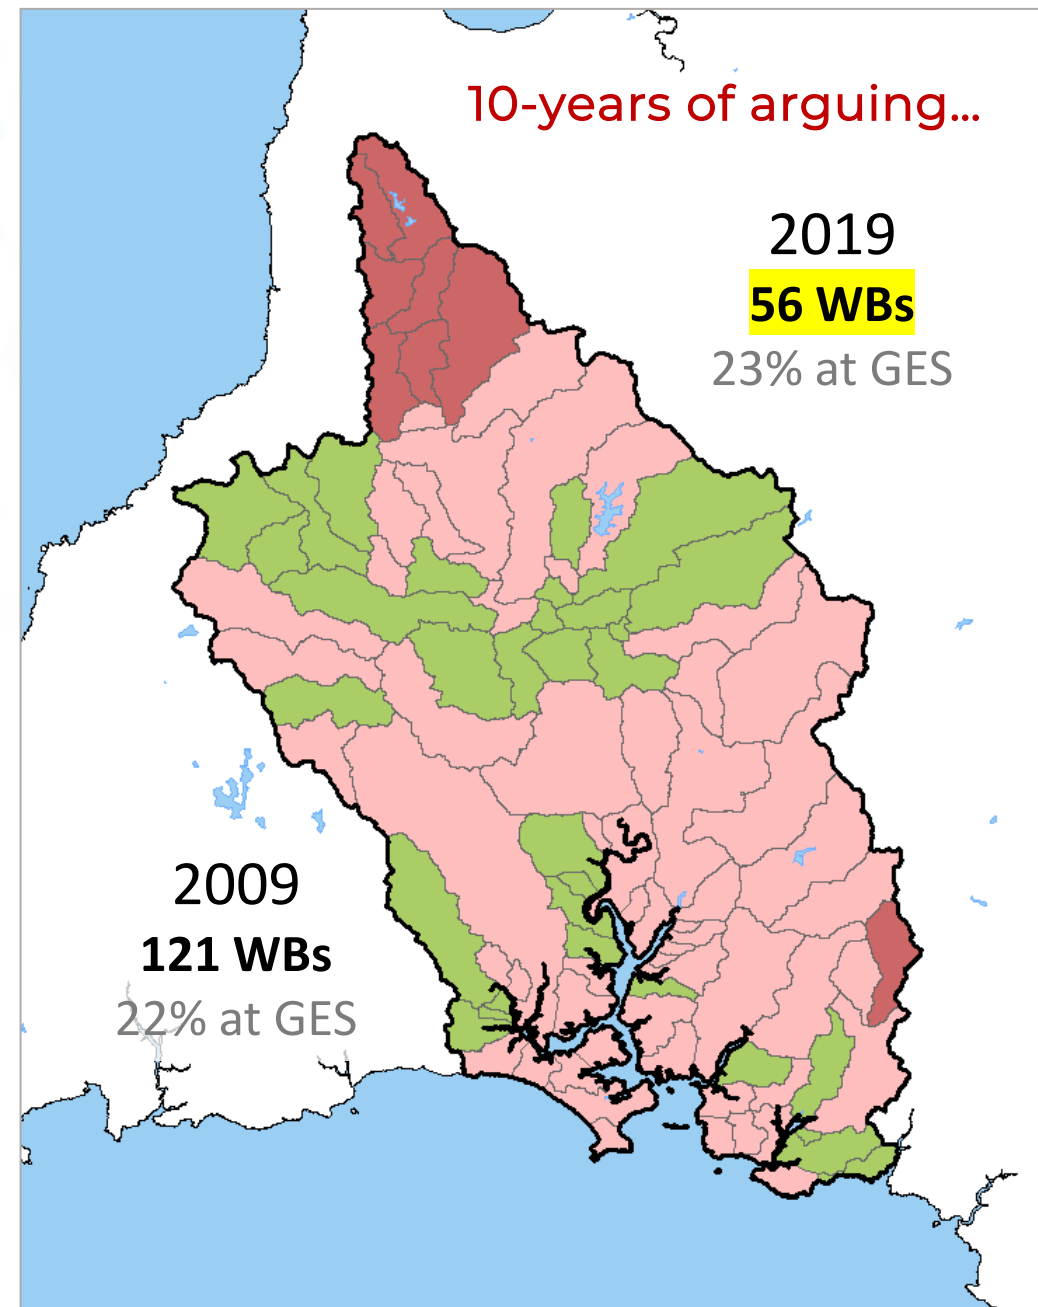 10-years of arguing...
2019
56 WBs
23% at GES
2009
121 WBs
22% at GES